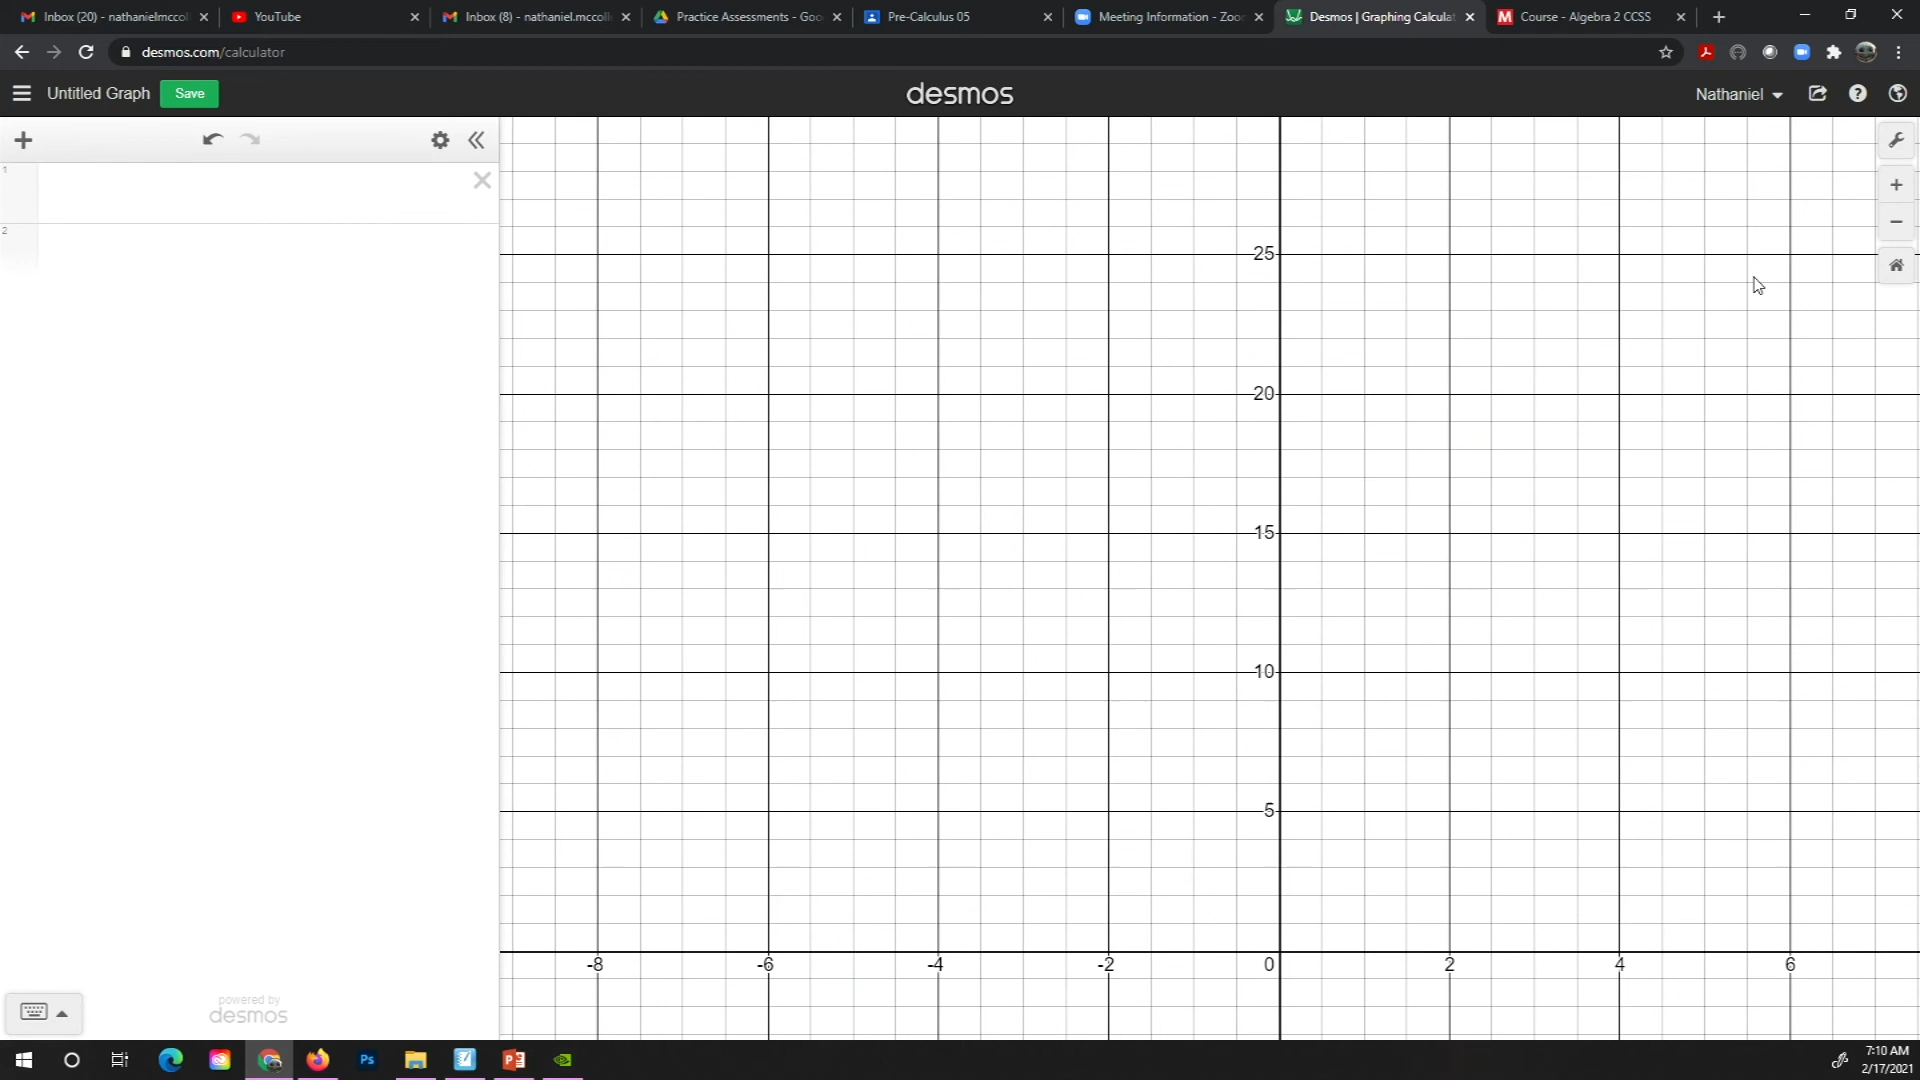 Inbox (20) - nathanielmccol
YouTube
Inbox (8) - nathaniel.mccoll
Practice Assessments - Goo
Pre-Calculus 05
Meeting Information - Zoo
Desmos | Graphing Calcula
M Course - Algebra 2 CCSS
desmos.com/calculator
Untitled Graph
Save
desmos
Nathaniel
1
2
25
20
15
10
5
-8
-6
-4
-2
0
2
4
6
powered by
desmos
Ps
P
7:10 AM
2/17/2021